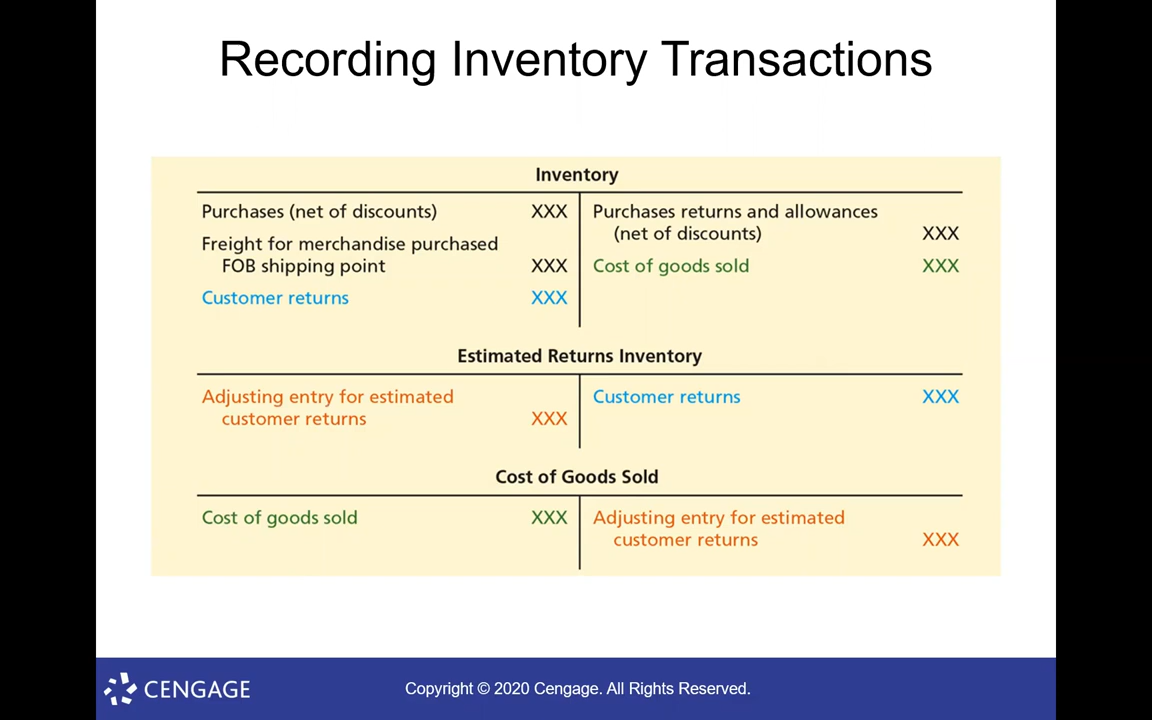 Recording Inventory Transactions
Inventory
Purchases (net of discounts) XXX
Freight for merchandise purchased
FOB shipping point XXX
Customer returns XXX
Purchases returns and allowances
(net of discounts) XXX
Cost of goods sold XXX
Estimated Returns Inventory
Adjusting entry for estimated
customer returns XXX
Customer returns XXX
Cost of Goods Sold
Cost of goods sold XXX
Adjusting entry for estimated
customer returns XXX
CENGAGE
Copyright © 2020 Cengage. All Rights Reserved.